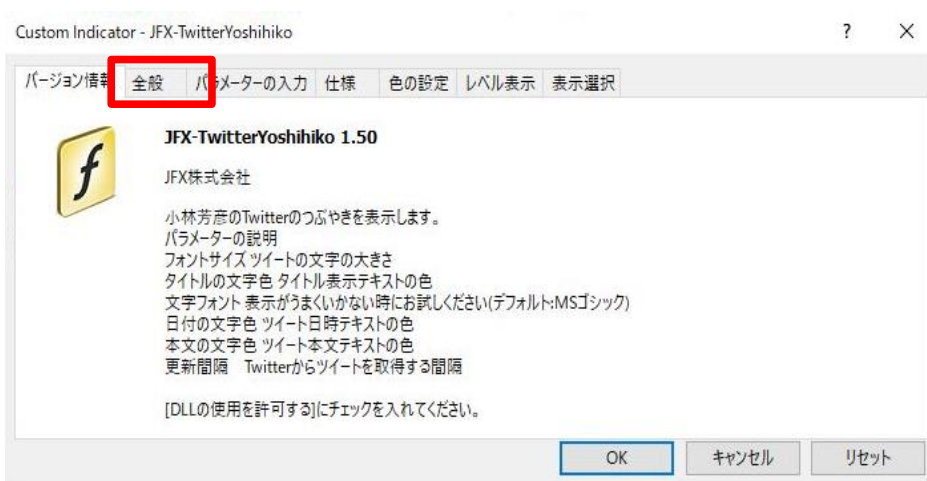 Custom Indicator - JFX-TwitterYoshihiko
バージョン情報 全般 パラメーターの入力 仕様 色の設定 レベル表示 表示選択
JFX-TwitterYoshihiko 1.50
JFX株式会社
小林芳彦のTwitterのつぶやきを表示します。
パラメーターの説明
フォントサイズ ツイートの文字の大きさ
タイトルの文字色 タイトル表示テキストの色
文字フォント 表示がうまくいかない時にお試しください(デフォルト:MSゴシック)
日付の文字色 ツイート日時テキストの色
本文の文字色 ツイート本文テキストの色
更新間隔　Twitterからツイートを取得する間隔
[DLLの使用を許可する]にチェックを入れてください。
OK キャンセル リセット